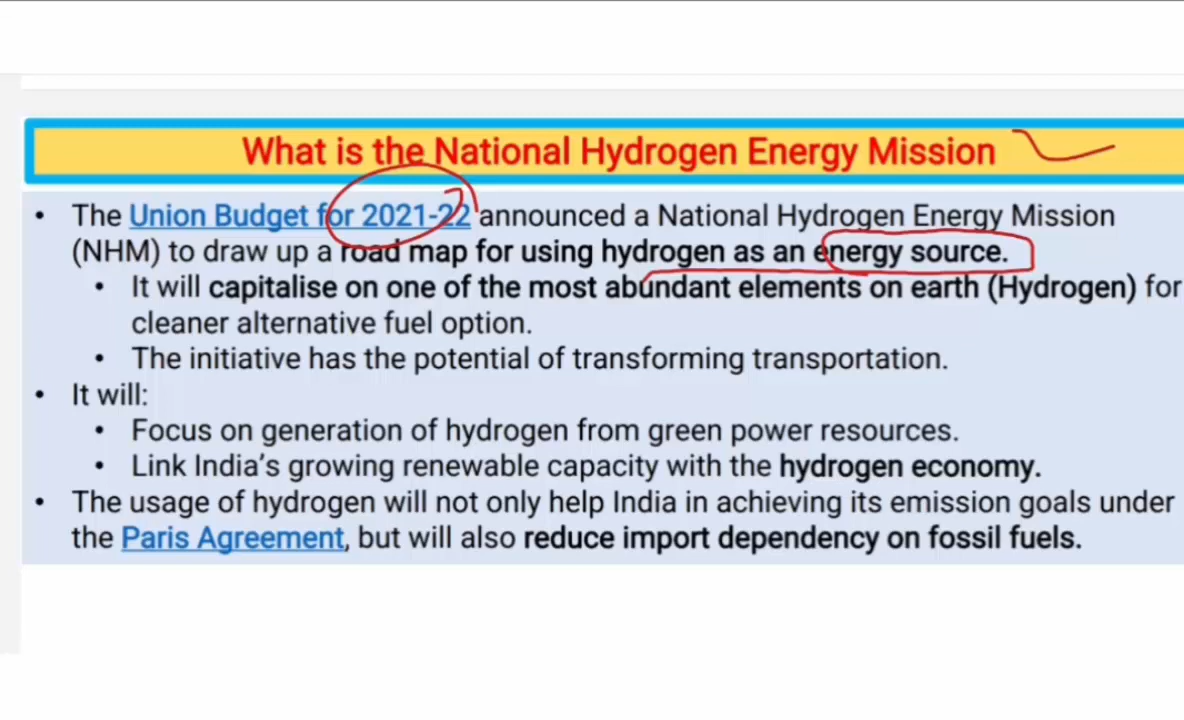 What is the National Hydrogen Energy Mission
• The Union Budget for 2021-22 announced a National Hydrogen Energy Mission
(NHM) to draw up a road map for using hydrogen as an energy source.
• It will capitalise on one of the most abundant elements on earth (Hydrogen) for
cleaner alternative fuel option.
• The initiative has the potential of transforming transportation.
• It will:
• Focus on generation of hydrogen from green power resources.
• Link India's growing renewable capacity with the hydrogen economy.
• The usage of hydrogen will not only help India in achieving its emission goals under
the Paris Agreement, but will also reduce import dependency on fossil fuels.